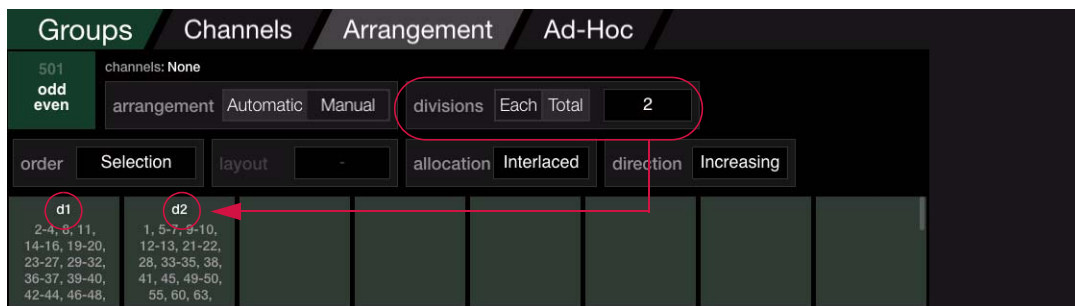 Groups Channels Arrangement Ad-Hoc
501
odd
even
channels: None
arrangement Automatic Manual
divisions Each Total 2
order Selection
layout -
allocation Interlaced
direction Increasing
d1
2-4, 8, 11,
14-16, 19-20,
23-27, 29-32,
36-37, 39-40,
42-44, 46-48,
d2
1, 5-7, 9-10,
12-13, 21-22,
28, 33-35, 38,
41, 45, 49-50,
55, 60, 63,